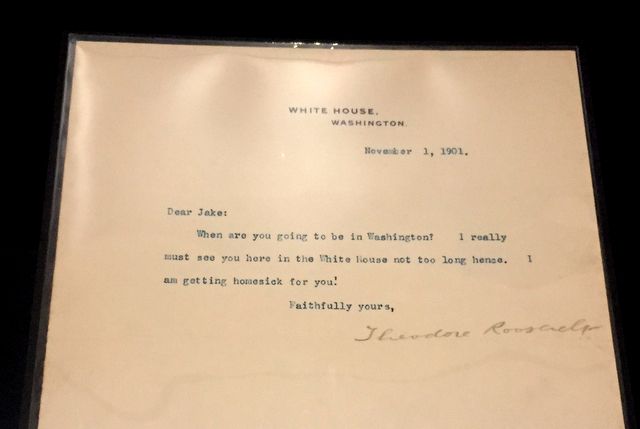 WHITE HOUSE,
WASHINGTON.
November 1, 1901.
Dear Jake:
When are you going to be in Washington? I really
must see you here in the White House not too long hense. I
am getting homesick for you!
Faithfully yours,
Theodore Roosevelt